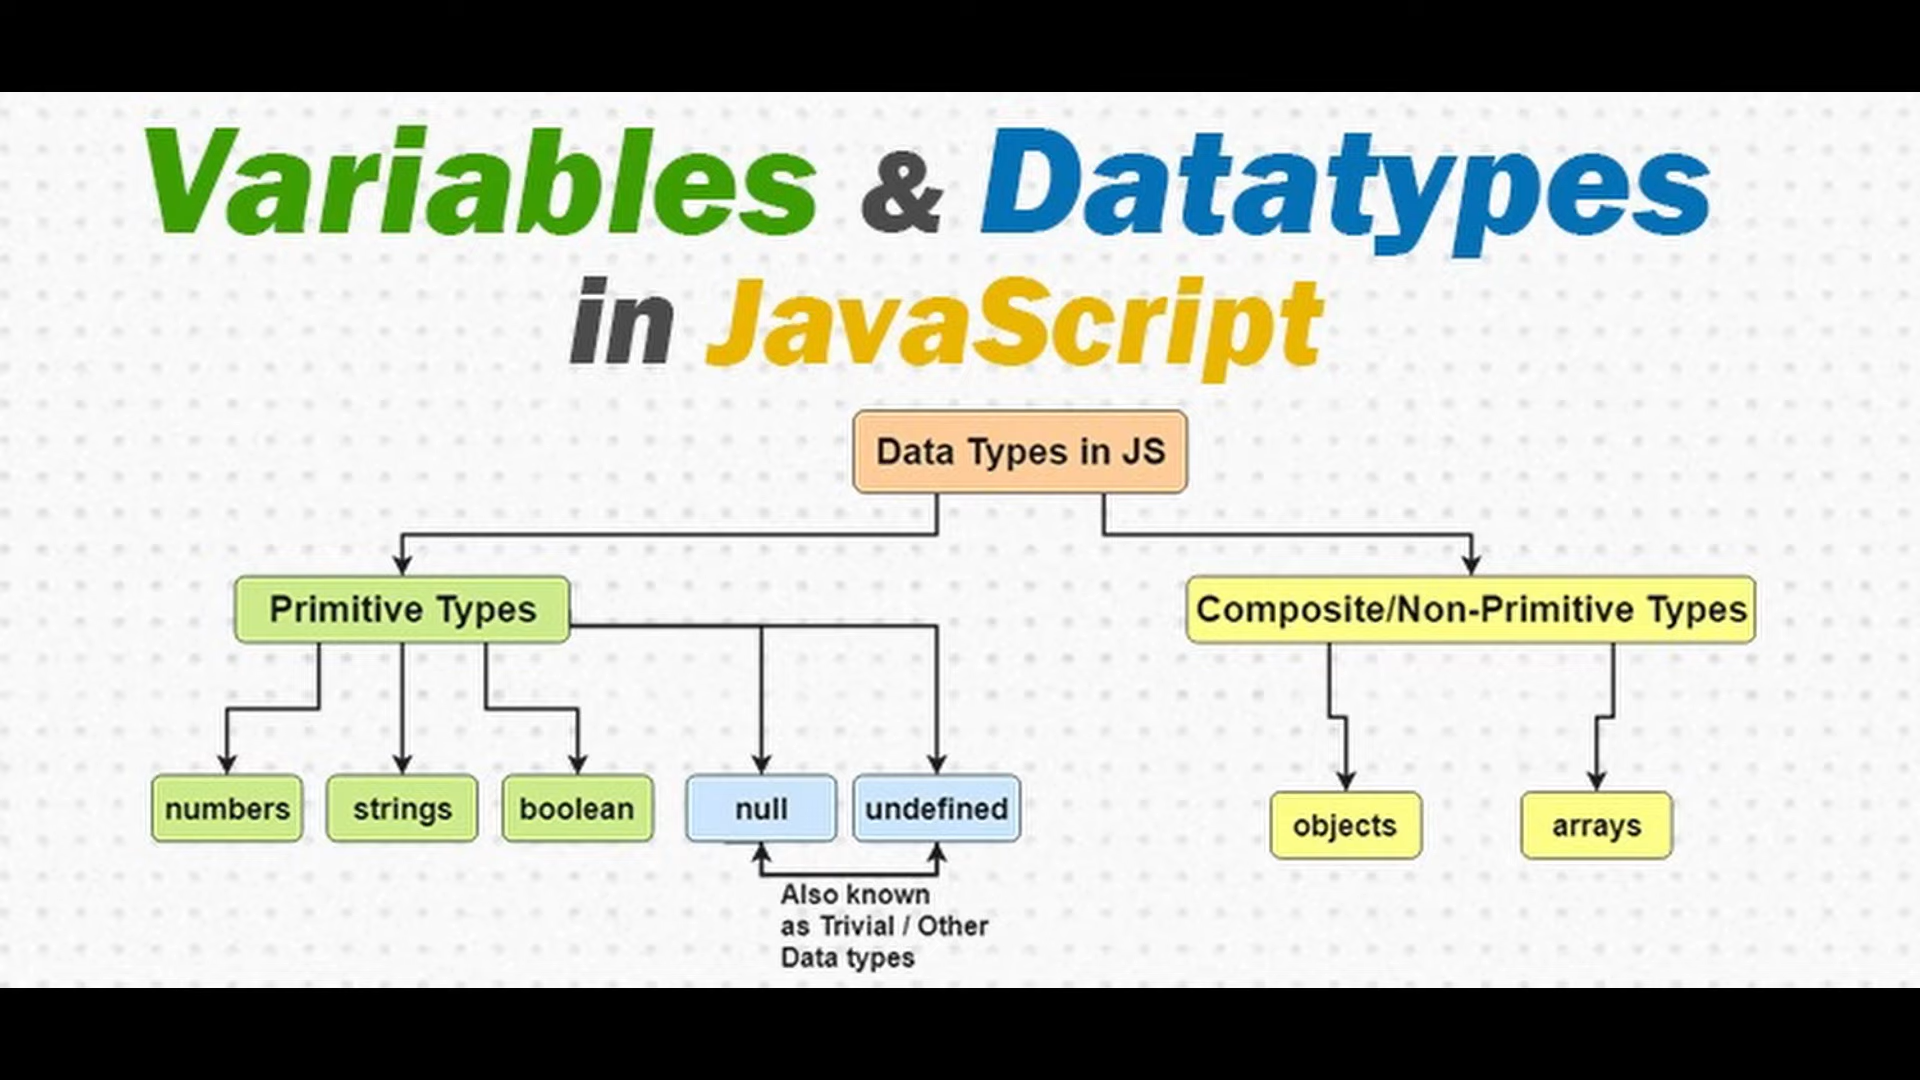 Variables & Datatypes
in JavaScript
Data Types in JS
Primitive Types
Composite/Non-Primitive Types
numbers
strings
boolean
null
undefined
objects
arrays
Also known
as Trivial / Other
Data types